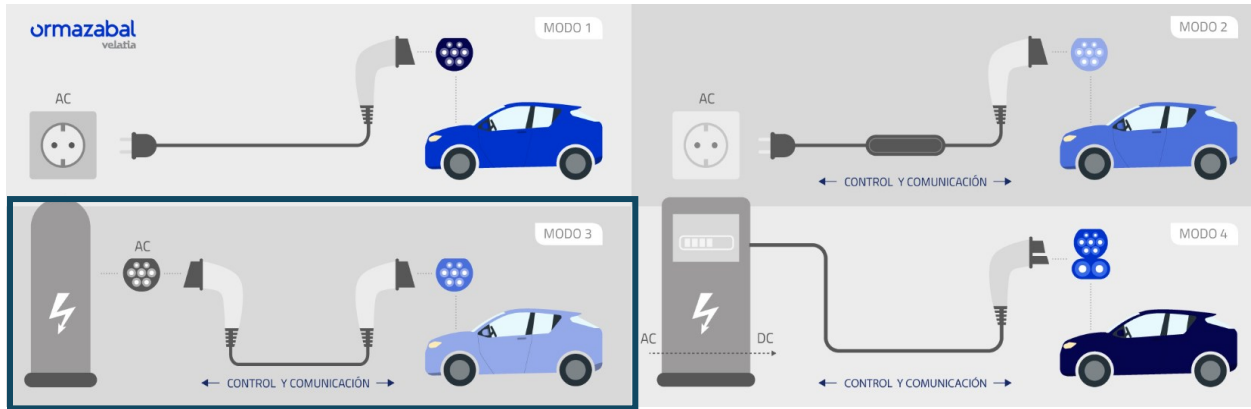 ormazabal
velatia
MODO 1
AC
MODO 2
AC
CONTROL Y COMUNICACIÓN
MODO 3
AC
CONTROL Y COMUNICACIÓN
MODO 4
AC
DC
CONTROL Y COMUNICACIÓN